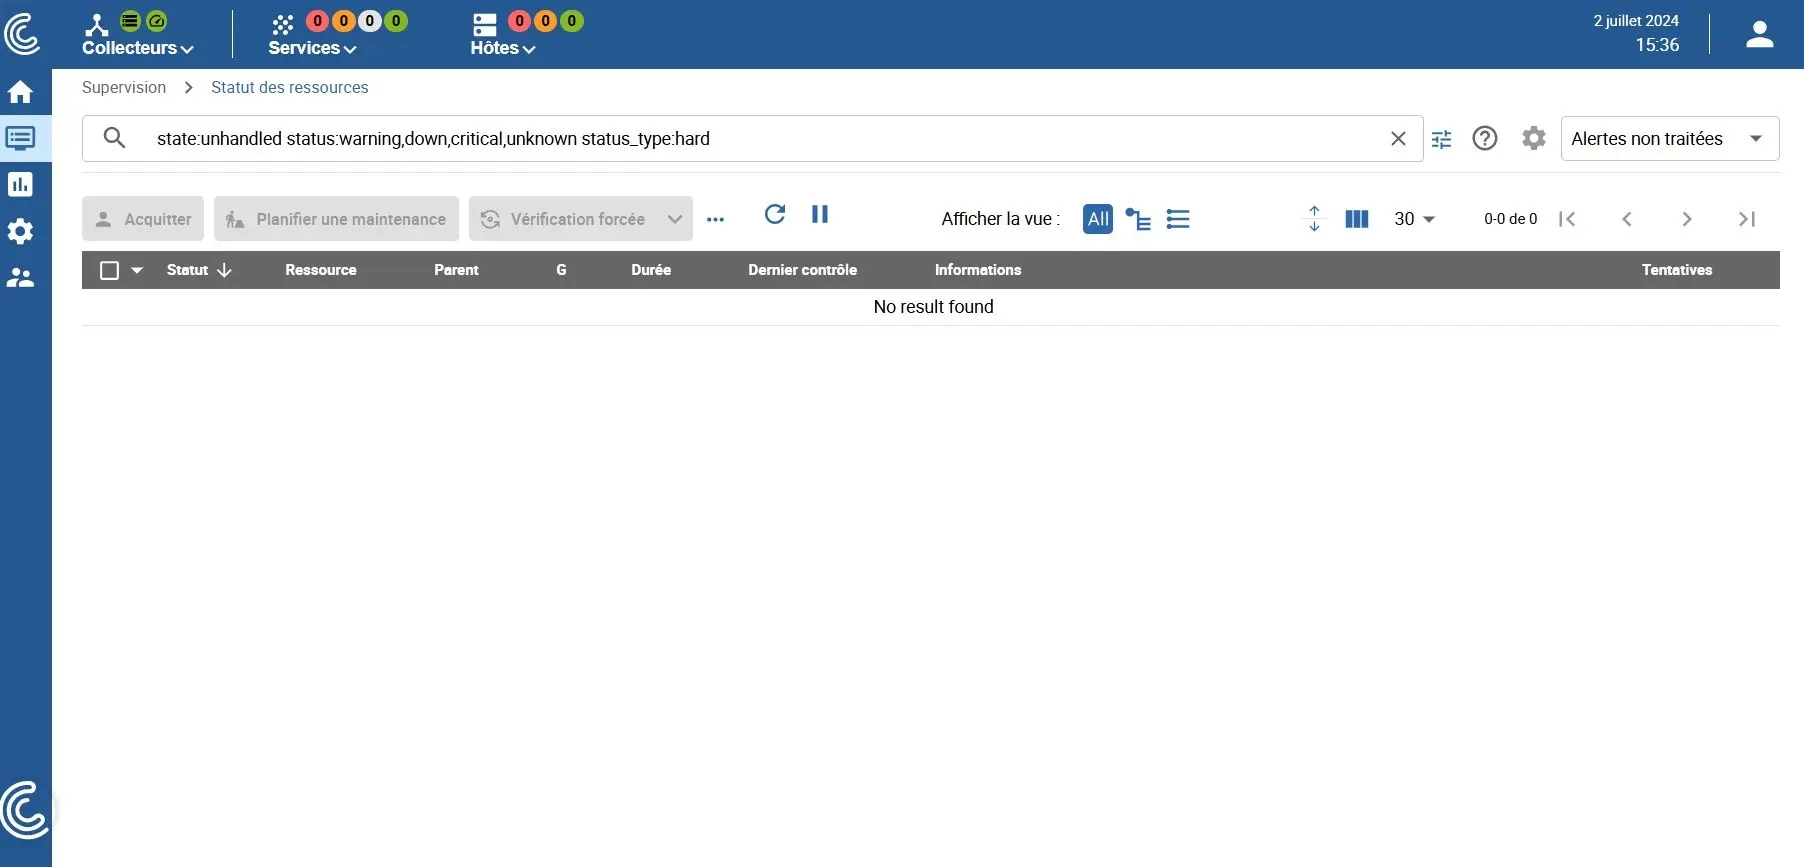 0 0 0 0
0 0 0
2 juillet 2024
Collecteurs
Services
Hôtes
15:36
Supervision
Statut des ressources
state:unhandled status:warning,down,critical,unknown status_type:hard
Alertes non traitées
Acquitter
Planifier une maintenance
Vérification forcée
Afficher la vue :
All
30
0-0 de 0
Statut
Ressource
Parent
G
Durée
Dernier contrôle
Informations
Tentatives
No result found